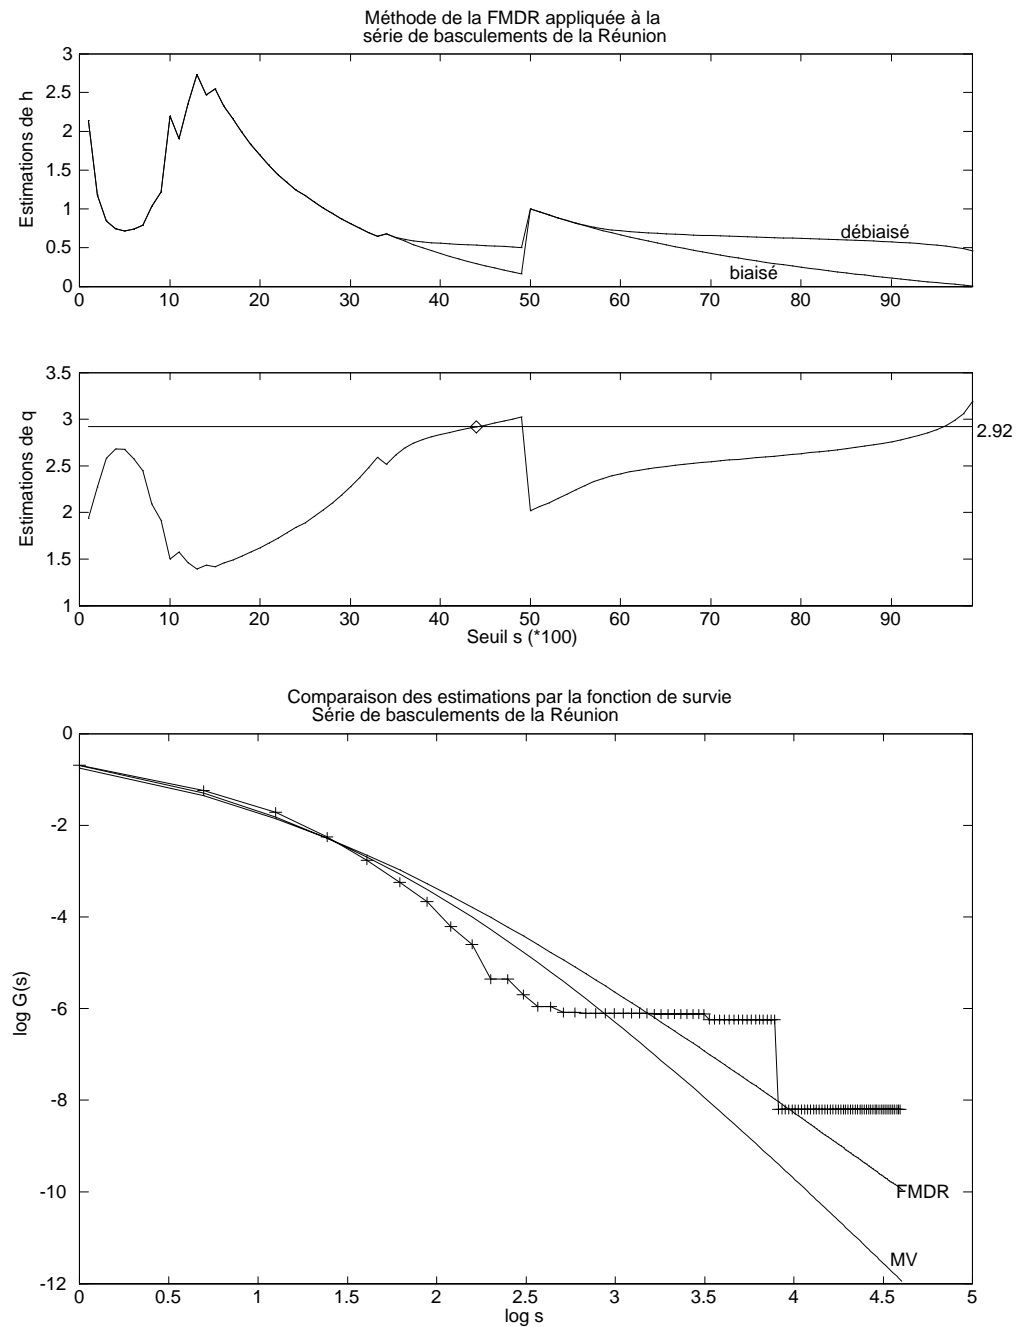 Méthode de la FMDR appliquée à la
série de basculements de la Réunion
Estimations de h
3
2.5
2
1.5
1
0.5
0
débiaisé
biaisé
0 10 20 30 40 50 60 70 80 90
Estimations de q
3.5
3
2.5
2
1.5
1
2.92
0 10 20 30 40 50 60 70 80 90
Seuil s (*100)
Comparaison des estimations par la fonction de survie
Série de basculements de la Réunion
log G(s)
0
-2
-4
-6
-8
-10
-12
FMDR
MV
0 0.5 1 1.5 2 2.5 3 3.5 4 4.5 5
log s